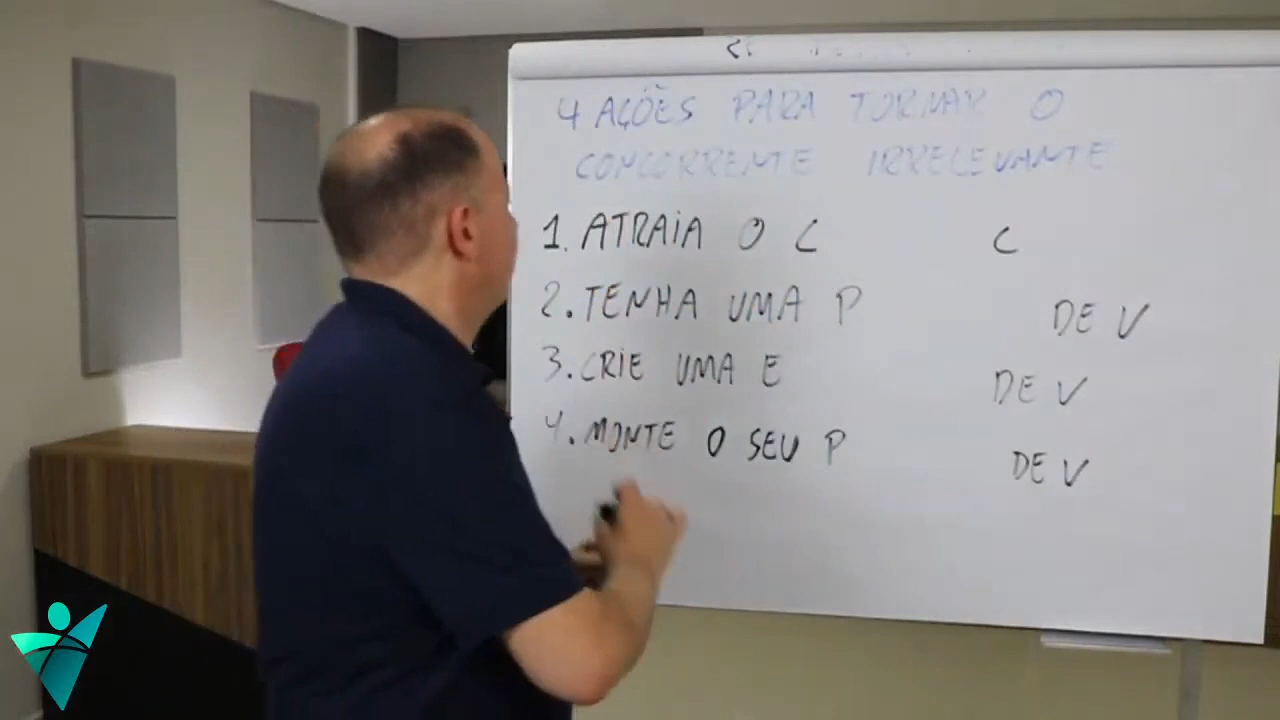 4 AÇÕES PARA TORNAR O
CONCORRENTE IRRELEVANTE
1. ATRAIA O C C
2. TENHA UMA P DE V
3. CRIE UMA E DE V
4. MONTE O SEU P DE V